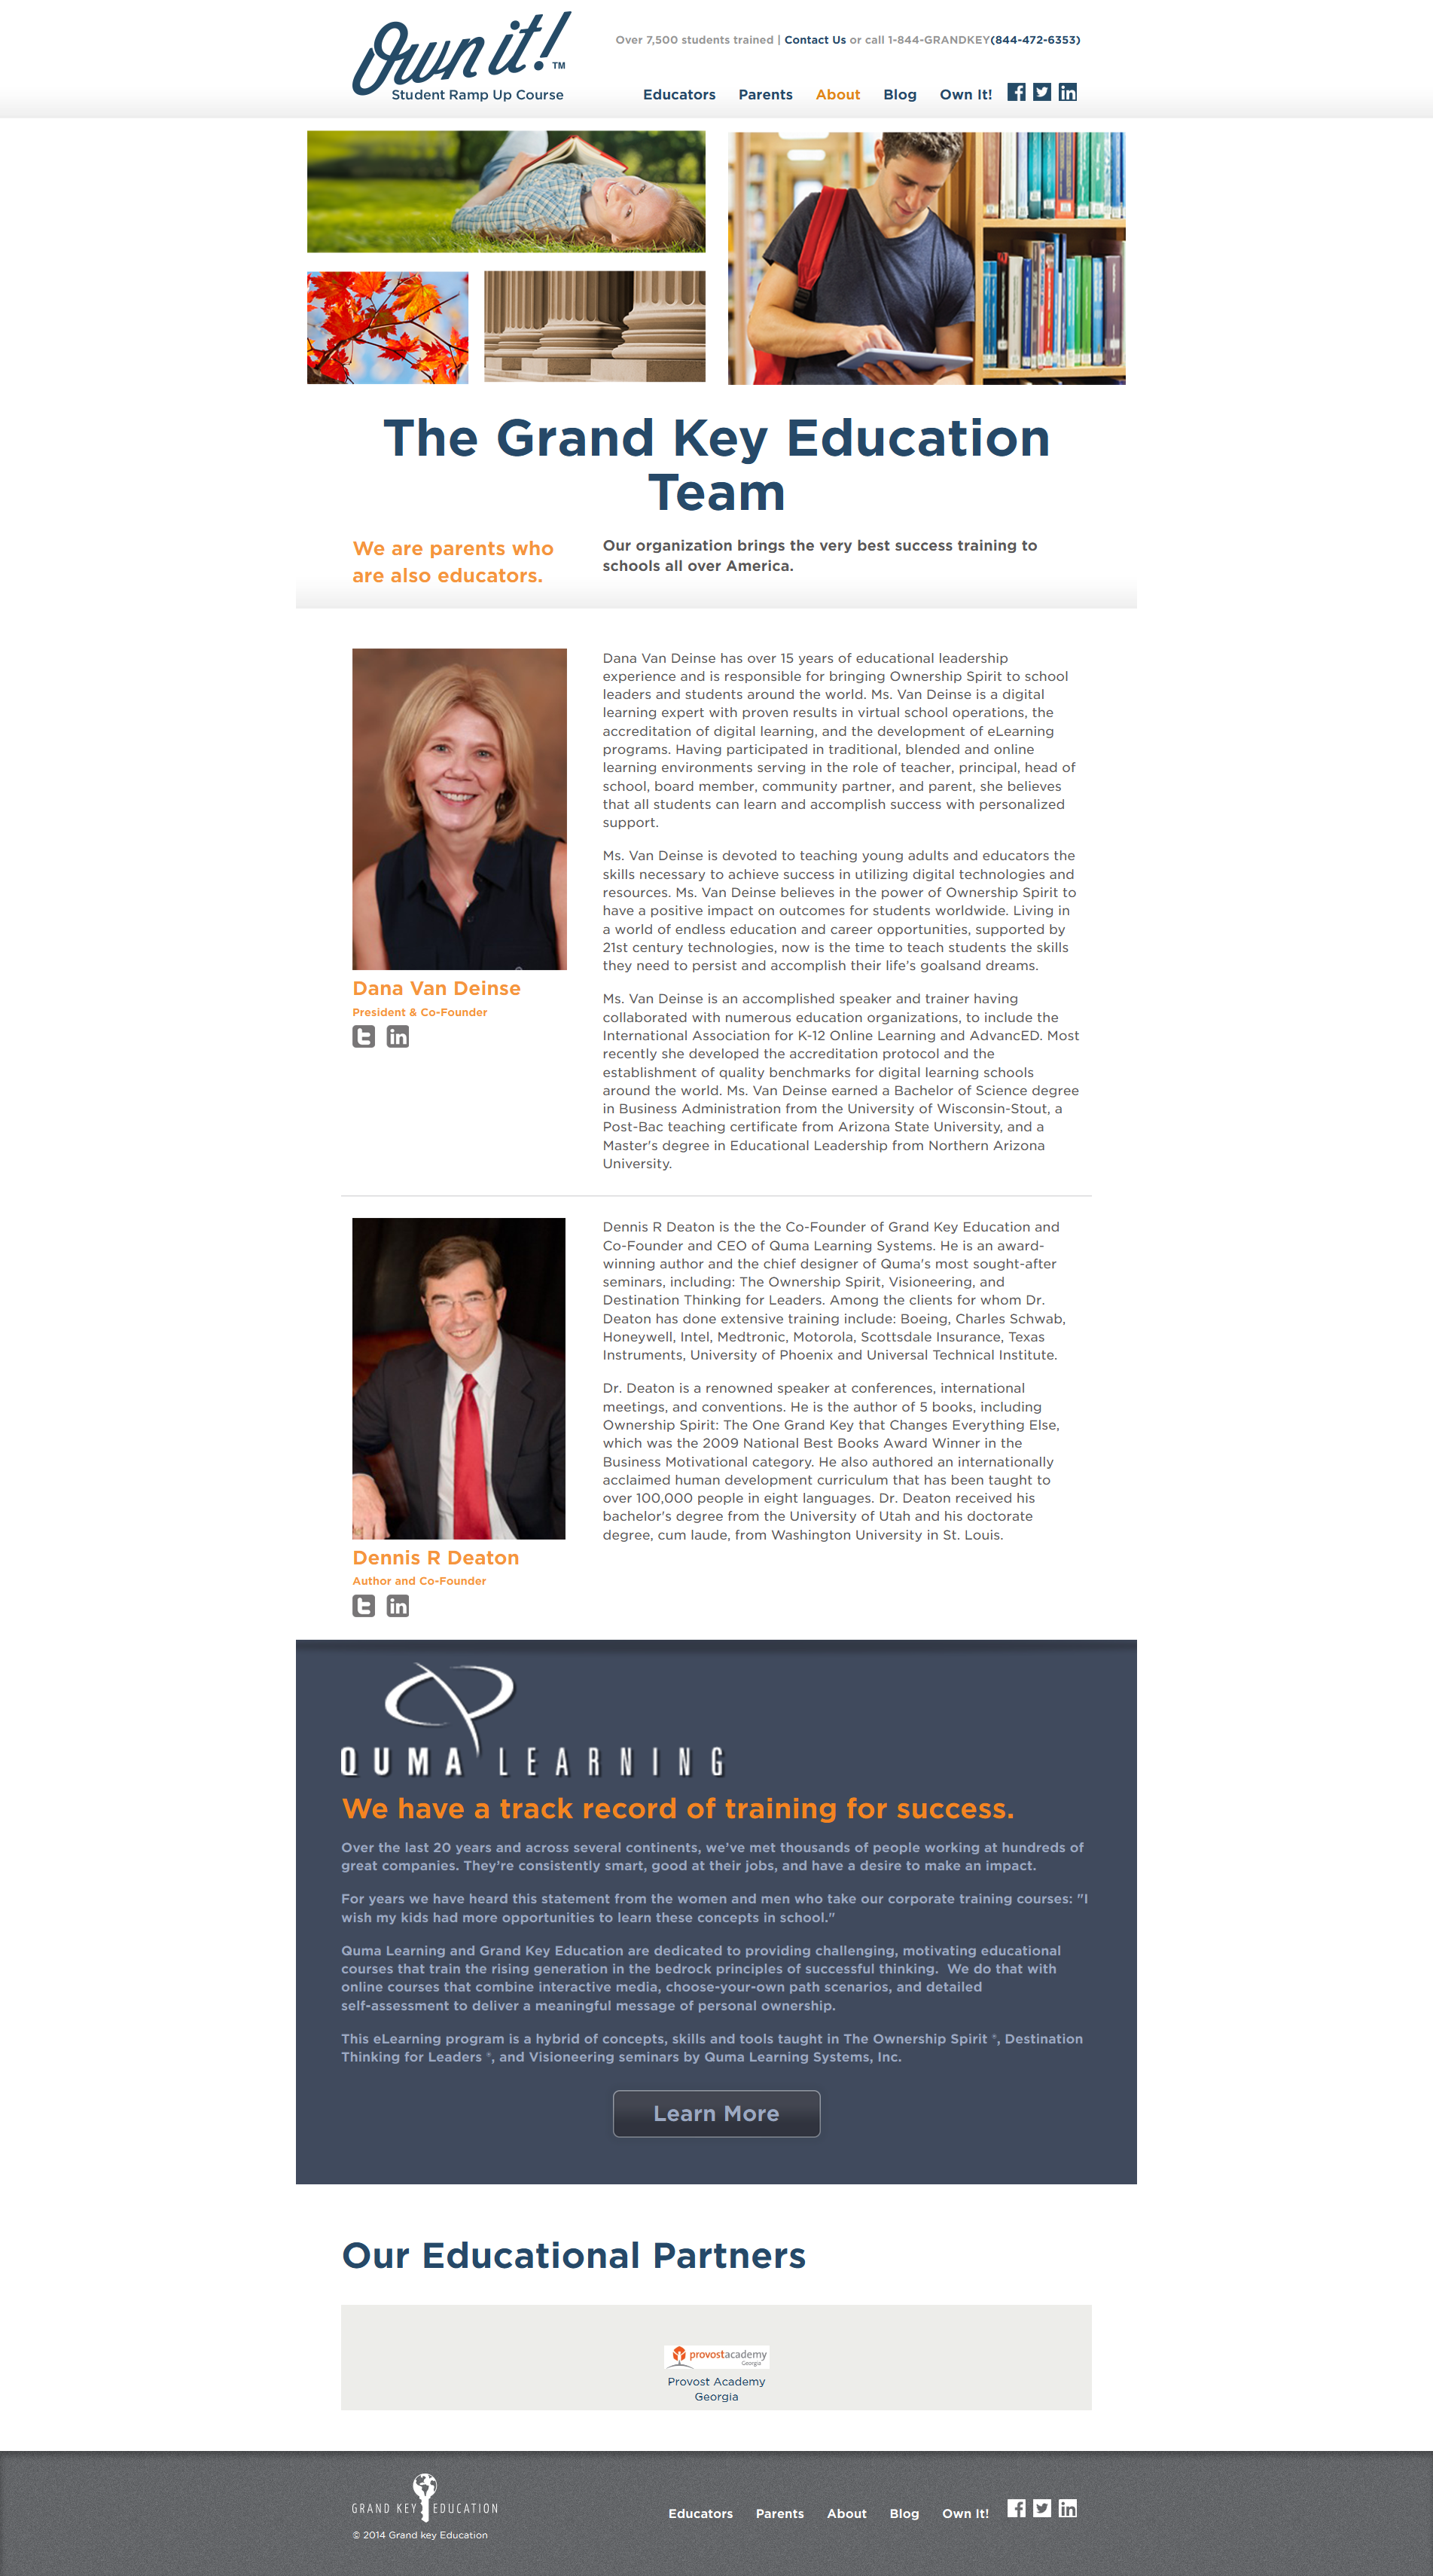 Own it!™
Student Ramp Up Course
Over 7,500 students trained | Contact Us or call 1-844-GRANDKEY(844-472-6353)
Educators Parents About Blog Own It!
The Grand Key Education
Team
We are parents who
are also educators.
Our organization brings the very best success training to
schools all over America.
Dana Van Deinse has over 15 years of educational leadership
experience and is responsible for bringing Ownership Spirit to school
leaders and students around the world. Ms. Van Deinse is a digital
learning expert with proven results in virtual school operations, the
accreditation of digital learning, and the development of eLearning
programs. Having participated in traditional, blended and online
learning environments serving in the role of teacher, principal, head of
school, board member, community partner, and parent, she believes
that all students can learn and accomplish success with personalized
support.
Ms. Van Deinse is devoted to teaching young adults and educators the
skills necessary to achieve success in utilizing digital technologies and
resources. Ms. Van Deinse believes in the power of Ownership Spirit to
have a positive impact on outcomes for students worldwide. Living in
a world of endless education and career opportunities, supported by
21st century technologies, now is the time to teach students the skills
they need to persist and accomplish their life’s goalsand dreams.
Ms. Van Deinse is an accomplished speaker and trainer having
collaborated with numerous education organizations, to include the
International Association for K-12 Online Learning and AdvancED. Most
recently she developed the accreditation protocol and the
establishment of quality benchmarks for digital learning schools
around the world. Ms. Van Deinse earned a Bachelor of Science degree
in Business Administration from the University of Wisconsin-Stout, a
Post-Bac teaching certificate from Arizona State University, and a
Master's degree in Educational Leadership from Northern Arizona
University.
Dana Van Deinse
President & Co-Founder
Dennis R Deaton is the the Co-Founder of Grand Key Education and
Co-Founder and CEO of Quma Learning Systems. He is an award-
winning author and the chief designer of Quma's most sought-after
seminars, including: The Ownership Spirit, Visioneering, and
Destination Thinking for Leaders. Among the clients for whom Dr.
Deaton has done extensive training include: Boeing, Charles Schwab,
Honeywell, Intel, Medtronic, Motorola, Scottsdale Insurance, Texas
Instruments, University of Phoenix and Universal Technical Institute.
Dr. Deaton is a renowned speaker at conferences, international
meetings, and conventions. He is the author of 5 books, including
Ownership Spirit: The One Grand Key that Changes Everything Else,
which was the 2009 National Best Books Award Winner in the
Business Motivational category. He also authored an internationally
acclaimed human development curriculum that has been taught to
over 100,000 people in eight languages. Dr. Deaton received his
bachelor's degree from the University of Utah and his doctorate
degree, cum laude, from Washington University in St. Louis.
Dennis R Deaton
Author and Co-Founder
QUMA LEARNING
We have a track record of training for success.
Over the last 20 years and across several continents, we’ve met thousands of people working at hundreds of
great companies. They’re consistently smart, good at their jobs, and have a desire to make an impact.
For years we have heard this statement from the women and men who take our corporate training courses: "I
wish my kids had more opportunities to learn these concepts in school."
Quma Learning and Grand Key Education are dedicated to providing challenging, motivating educational
courses that train the rising generation in the bedrock principles of successful thinking. We do that with
online courses that combine interactive media, choose-your-own path scenarios, and detailed
self-assessment to deliver a meaningful message of personal ownership.
This eLearning program is a hybrid of concepts, skills and tools taught in The Ownership Spirit ®, Destination
Thinking for Leaders ®, and Visioneering seminars by Quma Learning Systems, Inc.
Learn More
Our Educational Partners
provostacademy
Georgia
Provost Academy
Georgia
GRAND KEY EDUCATION
© 2014 Grand key Education
Educators Parents About Blog Own It!